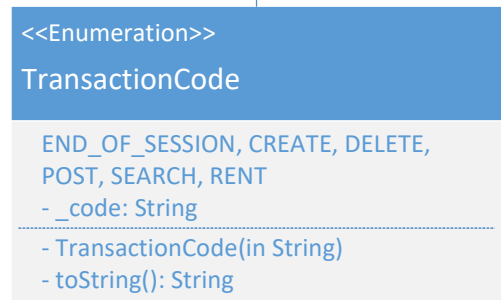 <<Enumeration>>
TransactionCode
END_OF_SESSION, CREATE, DELETE,
POST, SEARCH, RENT
- _code: String
- TransactionCode(in String)
- toString(): String